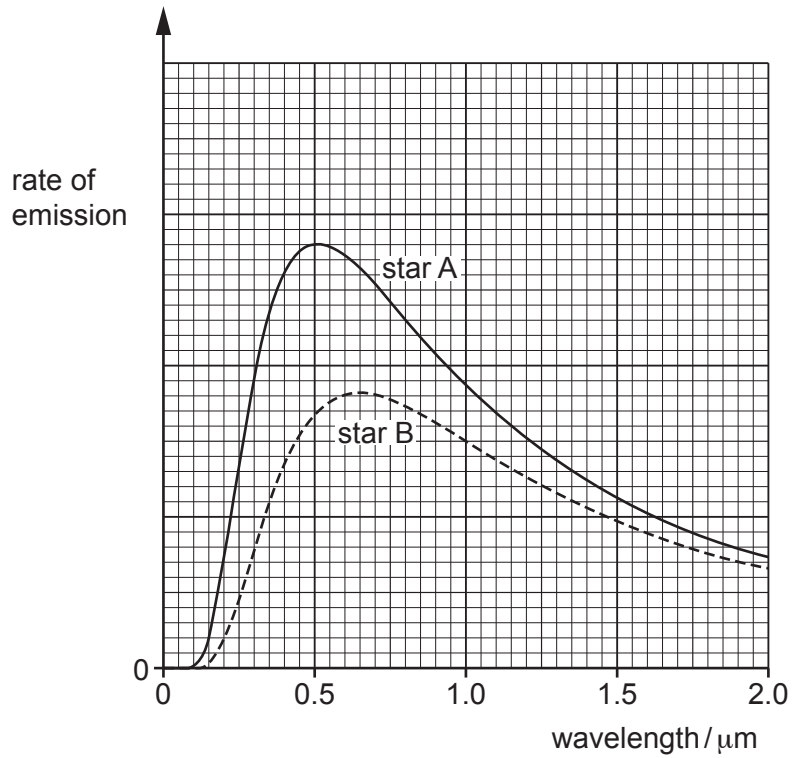 rate of
emission
star A
star B
0
0
0.5
1.0
1.5
2.0
wavelength / μm